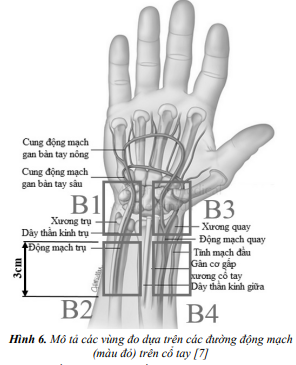 Cung động mạch
gan bàn tay nông
Cung động mạch
gan bàn tay sâu
B1
B3
Xương trụ
Dây thần kinh trụ
Động mạch trụ
Xương quay
Động mạch quay
Tĩnh mạch đầu
Gân cơ gấp
xương cổ tay
Dây thần kinh giữa
3cm
B2
B4
Hình 6. Mô tả các vùng đo dựa trên các đường động mạch
(màu đỏ) trên cổ tay [7]